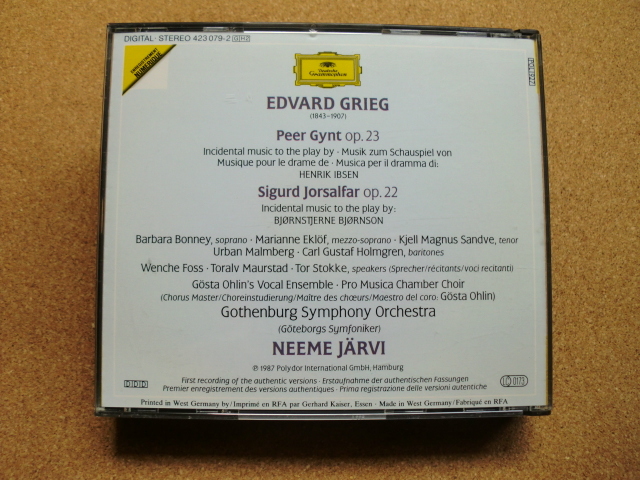 DIGITAL · STEREO 423 079-2 GH2
ENREGISTREMENT
NUMÉRIQUE
Deutsche
Grammophon
EDVARD GRIEG
(1843-1907)
Peer Gynt op. 23
Incidental music to the play by · Musik zum Schauspiel von
Musique pour le drame de · Musica per il dramma di:
HENRIK IBSEN
Sigurd Jorsalfar op. 22
Incidental music to the play by:
BJØRNSTJERNE BJØRNSON
Barbara Bonney, soprano · Marianne Eklöf, mezzo-soprano · Kjell Magnus Sandve, tenor
Urban Malmberg · Carl Gustaf Holmgren, baritones
Wenche Foss · Toralv Maurstad · Tor Stokke, speakers (Sprecher/récitants/voci recitanti)
Gösta Ohlin's Vocal Ensemble · Pro Musica Chamber Choir
(Chorus Master/Choreinstudierung/Maître des chœurs/Maestro del coro: Gösta Ohlin)
Gothenburg Symphony Orchestra
(Göteborgs Symfoniker)
NEEME JÄRVI
℗ 1987 Polydor International GmbH, Hamburg
First recording of the authentic versions · Erstaufnahme der authentischen Fassungen
Premier enregistrement des versions authentiques · Prima registrazione delle versioni autentiche
DDD
LC 0173
Printed in West Germany by/Imprimé en RFA par Gerhard Kaiser, Essen · Made in West Germany/Fabriqué en RFA